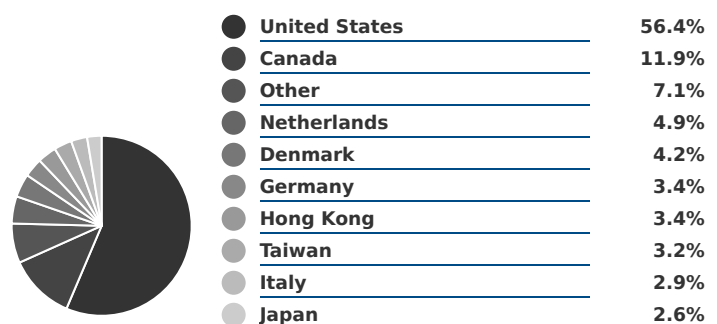 United States 56.4%
Canada 11.9%
Other 7.1%
Netherlands 4.9%
Denmark 4.2%
Germany 3.4%
Hong Kong 3.4%
Taiwan 3.2%
Italy 2.9%
Japan 2.6%